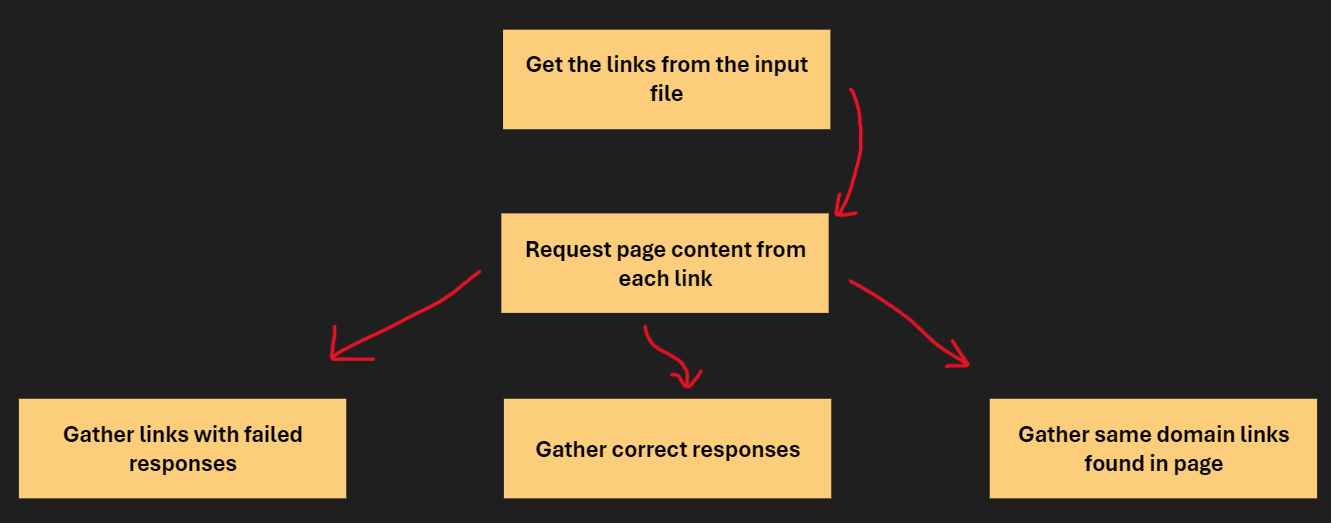 Get the links from the input
file
Request page content from
each link
Gather links with failed
responses
Gather correct responses
Gather same domain links
found in page